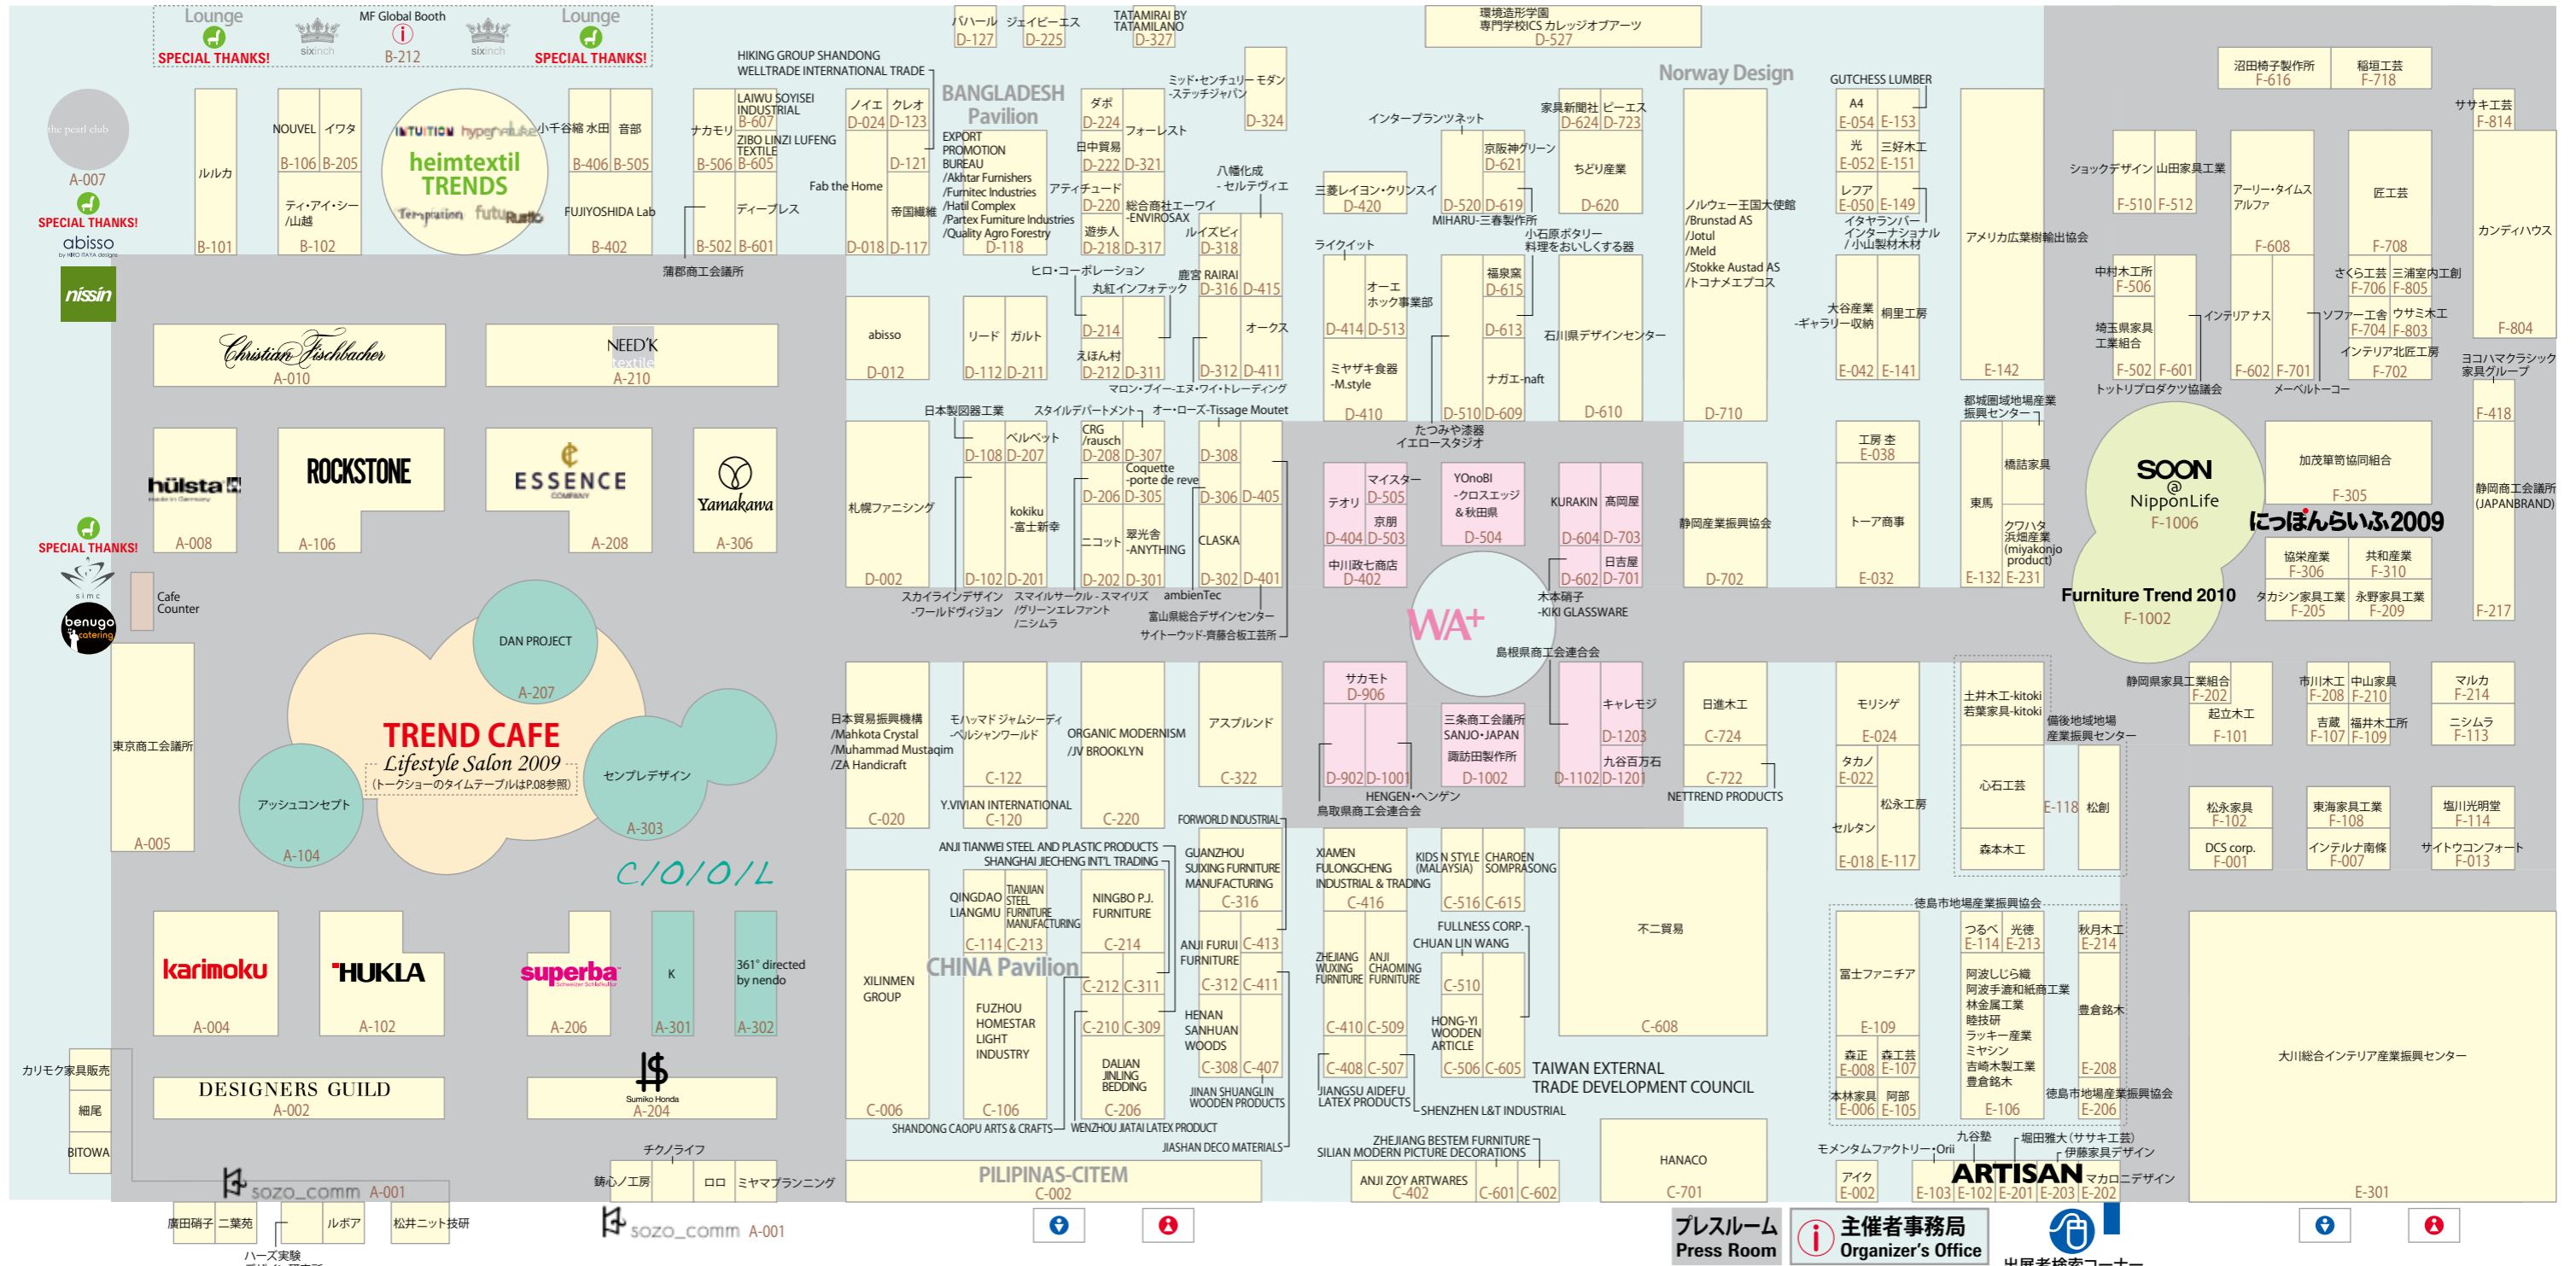 Lounge
SPECIAL THANKS!
sixinch
MF Global Booth
B-212
sixinch
Lounge
SPECIAL THANKS!
バハール
D-127
ジェイピーエス
D-225
TATAMIRAI BY
TATAMILANO
D-327
環境造形学園
専門学校ICS カレッジオブアーツ
D-527
the pearl club
A-007
SPECIAL THANKS!
abisso
nissin
ルルカ
B-101
NOUVEL
B-106
イワタ
B-205
ティ・アイ・シー
/山越
B-102
INTUITION
heimtextil
TRENDS
Temptation
小千谷縮 水田
B-406
音部
B-505
FUJIYOSHIDA Lab
B-402
HIKING GROUP SHANDONG
WELLTRADE INTERNATIONAL TRADE
ナカモリ
B-506
LAIWU SOYISEI
INDUSTRIAL
B-607
ZIBO LINZI LUFENG
TEXTILE
B-605
B-502
ディーブレス
B-601
蒲郡商工会議所
ノイエ
D-024
クレオ
D-123
D-121
Fab the Home
D-018
帝国繊維
D-117
BANGLADESH
Pavilion
EXPORT
PROMOTION
BUREAU
/Akhtar Furnishers
/Furnitec Industries
/Hatil Complex
/Partex Furniture Industries
/Quality Agro Forestry
D-118
ダボ
D-224
日中貿易
D-222
フォーレスト
D-321
アティチュード
D-220
総合商社エーワイ
-ENVIROSAX
遊歩人
D-218
D-317
ミッド・センチュリー モダン
-ステッチジャパン
D-324
八幡化成
- セルテヴィエ
ルイズビィ
D-318
鹿宮 RAIRAI
D-316
D-415
ヒロ・コーポレーション
丸紅インフォテック
D-214
えほん村
D-212
D-311
オークス
D-312
D-411
マロン・ブイー-エヌ・ワイ・トレーディング
abisso
D-012
リード
D-112
ガルト
D-211
インタープランツネット
三菱レイヨン・クリンスイ
D-420
京阪神グリーン
D-621
D-520
D-619
MIHARU-三春製作所
小石原ポタリー
料理をおいしくする器
家具新聞社
D-624
ピーエス
D-723
ちどり産業
D-620
ライクイット
オーエ
ホック事業部
D-414
D-513
福泉窯
D-615
D-613
ミヤザキ食器
-M.style
D-410
ナガエ-naft
D-510
D-609
たつみや漆器
イエロースタジオ
石川県デザインセンター
D-610
Norway Design
ノルウェー王国大使館
/Brunstad AS
/Jotul
/Meld
/Stokke Austad AS
/トコナメエプコス
D-710
GUTCHESS LUMBER
A4
E-054
E-153
光
E-052
三好木工
E-151
レフア
E-050
E-149
イタヤランバー
インターナショナル
/ 小山製材木材
大谷産業
-ギャラリー収納
E-042
桐里工房
E-141
アメリカ広葉樹輸出協会
E-142
沼田椅子製作所
F-616
稲垣工芸
F-718
ササキ工芸
F-814
ショックデザイン
F-510
山田家具工業
F-512
アーリー・タイムス
アルファ
F-608
匠工芸
F-708
カンディハウス
F-804
中村木工所
F-506
埼玉県家具
工業組合
F-502
F-601
トットリプロダクツ協議会
インテリア ナス
F-602
F-701
メーベルトーコー
さくら工芸
F-706
三浦室内工創
F-805
ソファー工舎
F-704
ウサミ木工
F-803
インテリア北匠工房
F-702
ヨコハマクラシック
家具グループ
F-418
Christian Fischbacher
A-010
NEED'K
textile
A-210
hülsta
made in Germany
A-008
ROCKSTONE
A-106
ESSENCE
COMPANY
A-208
Yamakawa
A-306
札幌ファニシング
D-002
日本製図器工業
D-108
ベルベット
D-207
kokiku
-富士新幸
D-102
D-201
スカイラインデザイン
-ワールドヴィジョン
スタイルデパートメント
CRG
/rausch
D-208
D-307
Coquette
-porte de reve
D-206
D-305
ニコット
翠光舎
-ANYTHING
D-202
D-301
スマイルサークル - スマイリズ
/グリーンエレファント
/ニシムラ
オー・ローズ-Tissage Moutet
D-308
D-306
D-405
CLASKA
D-302
D-401
ambienTec
富山県総合デザインセンター
サイトーウッド-齊藤合板工芸所
テオリ
D-404
マイスター
D-505
京朋
D-503
中川政七商店
D-402
YOnoBI
-クロスエッジ
＆秋田県
D-504
KURAKIN
D-604
髙岡屋
D-703
日吉屋
D-602
D-701
木本硝子
-KIKI GLASSWARE
WA+
静岡産業振興協会
D-702
工房 杢
E-038
トーア商事
E-032
都城圏域地場産業
振興センター
橋詰家具
東馬
クワハタ
浜畑産業
(miyakonjo
product)
E-132
E-231
SOON
@
NipponLife
F-1006
にっぽんらいふ2009
Furniture Trend 2010
F-1002
加茂箪笥協同組合
F-305
協栄産業
F-306
共和産業
F-310
タカシン家具工業
F-205
永野家具工業
F-209
静岡商工会議所
(JAPANBRAND)
F-217
SPECIAL THANKS!
simc
benugo
catering
Cafe
Counter
東京商工会議所
A-005
DAN PROJECT
A-207
TREND CAFE
Lifestyle Salon 2009
(トークショーのタイムテーブルはP.08参照)
アッシュコンセプト
A-104
センプレデザイン
A-303
C/O/O/L
日本貿易振興機構
/Mahkota Crystal
/Muhammad Mustaqim
/ZA Handicraft
C-020
モハッマド ジャムシーディ
-ペルシャンワールド
C-122
Y.VIVIAN INTERNATIONAL
C-120
ORGANIC MODERNISM
/JV BROOKLYN
C-220
アスプルンド
C-322
島根県商工会連合会
サカモト
D-906
D-902
D-1001
HENGEN・ヘンゲン
鳥取県商工会連合会
三条商工会議所
SANJO・JAPAN
諏訪田製作所
D-1002
キャレモジ
D-1203
九谷百万石
D-1102
D-1201
日進木工
C-724
C-722
NETTREND PRODUCTS
モリシゲ
E-024
タカノ
E-022
松永工房
セルタン
E-018
E-117
土井木工-kitoki
若葉家具-kitoki
備後地域地場
産業振興センター
心石工芸
E-118
松創
森本木工
静岡県家具工業組合
F-202
起立木工
F-101
市川木工
F-208
中山家具
F-210
吉蔵
F-107
福井木工所
F-109
マルカ
F-214
ニシムラ
F-113
松永家具
F-102
DCS corp.
F-001
東海家具工業
F-108
インテルナ南條
F-007
塩川光明堂
F-114
サイトウコンフォート
F-013
karimoku
A-004
HUKLA
A-102
superba
Schweizer Schlafkultur
A-206
K
A-301
361° directed
by nendo
A-302
XILINMEN
GROUP
C-006
ANJI TIANWEI STEEL AND PLASTIC PRODUCTS
SHANGHAI JIECHENG INT'L TRADING
QINGDAO
LIANGMU
C-114
TIANJIAN
STEEL
FURNITURE
MANUFACTURING
C-213
CHINA Pavilion
FUZHOU
HOMESTAR
LIGHT
INDUSTRY
C-106
NINGBO P.J.
FURNITURE
C-214
C-212
C-311
C-210
C-309
DALIAN
JINLING
BEDDING
C-206
SHANDONG CAOPU ARTS & CRAFTS
WENZHOU JIATAI LATEX PRODUCT
FORWORLD INDUSTRIAL
GUANZHOU
SUIXING FURNITURE
MANUFACTURING
C-316
ANJI FURUI
FURNITURE
C-413
C-312
C-411
HENAN
SANHUAN
WOODS
C-308
C-407
JINAN SHUANGLIN
WOODEN PRODUCTS
JIASHAN DECO MATERIALS
XIAMEN
FULONGCHENG
INDUSTRIAL & TRADING
C-416
ZHEJIANG
WUXING
FURNITURE
C-410
ANJI
CHAOMING
FURNITURE
C-509
C-408
C-507
JIANGSU AIDEFU
LATEX PRODUCTS
SHENZHEN L&T INDUSTRIAL
KIDS N STYLE
(MALAYSIA)
C-516
CHAROEN
SOMPRASONG
C-615
FULLNESS CORP.
CHUAN LIN WANG
C-510
HONG-YI
WOODEN
ARTICLE
C-506
C-605
不二貿易
C-608
TAIWAN EXTERNAL
TRADE DEVELOPMENT COUNCIL
徳島市地場産業振興協会
冨士ファニチア
E-109
森正
E-008
森工芸
E-107
本林家具
E-006
阿部
E-105
つるべ
E-114
光徳
E-213
阿波しじら織
阿波手漉和紙商工業
林金属工業
睦技研
ラッキー産業
ミヤシン
吉崎木製工業
豊倉銘木
E-106
秋月木工
E-214
豊倉銘木
E-208
徳島市地場産業振興協会
E-206
大川総合インテリア産業振興センター
E-301
カリモク家具販売
細尾
BITOWA
DESIGNERS GUILD
A-002
Sumiko Honda
A-204
sozo_comm A-001
廣田硝子
二葉苑
ハーズ実験
ルボア
松井ニット技研
チクノライフ
鋳心ノ工房
ロロ
ミヤマプランニング
sozo_comm A-001
PILIPINAS-CITEM
C-002
ZHEJIANG BESTEM FURNITURE
SILIAN MODERN PICTURE DECORATIONS
ANJI ZOY ARTWARES
C-402
C-601
C-602
HANACO
C-701
モメンタムファクトリー・Orii
九谷塾
堀田雅大(ササキ工芸)
伊藤家具デザイン
アイク
E-002
ARTISAN
マカロニデザイン
E-103
E-102
E-201
E-203
E-202
プレスルーム
Press Room
主催者事務局
Organizer's Office
出展者検索コーナー